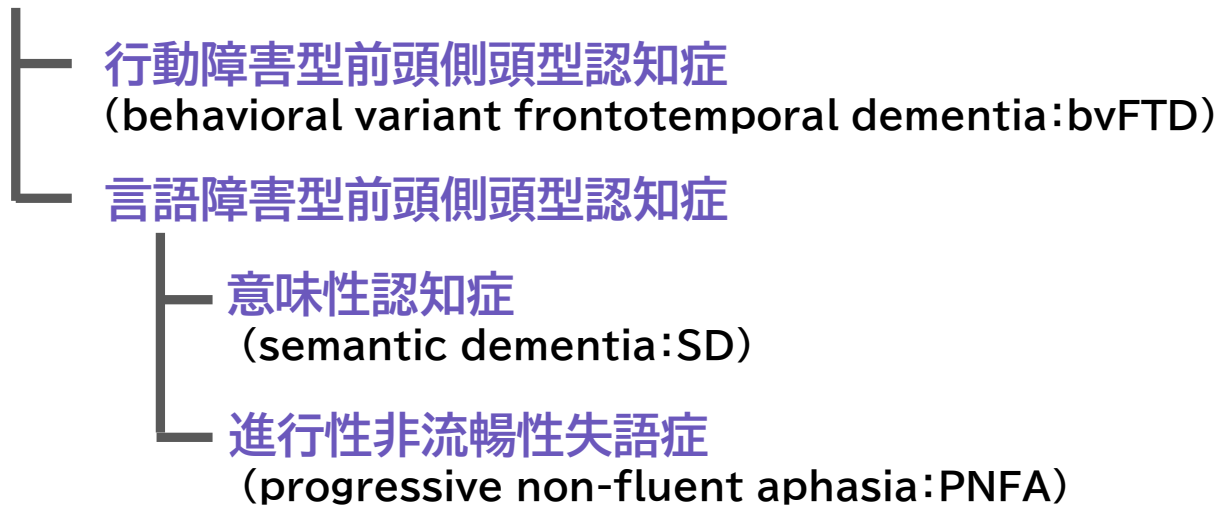 行動障害型前頭側頭型認知症
（behavioral variant frontotemporal dementia：bvFTD）
言語障害型前頭側頭型認知症
意味性認知症
（semantic dementia：SD）
進行性非流暢性失語症
（progressive non-fluent aphasia：PNFA）